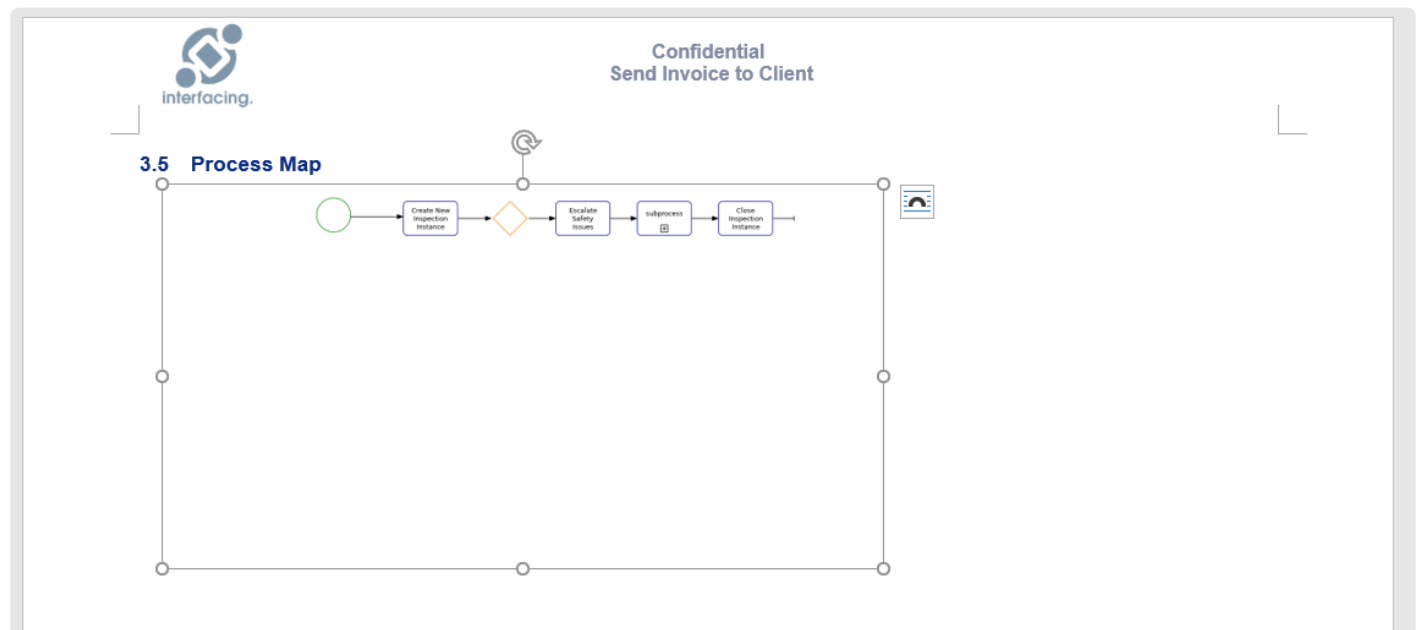 interfacing.
Confidential
Send Invoice to Client
3.5 Process Map
Create New
Inspection
Instance
Escalate
Safety
Issues
subprocess
Close
Inspection
Instance